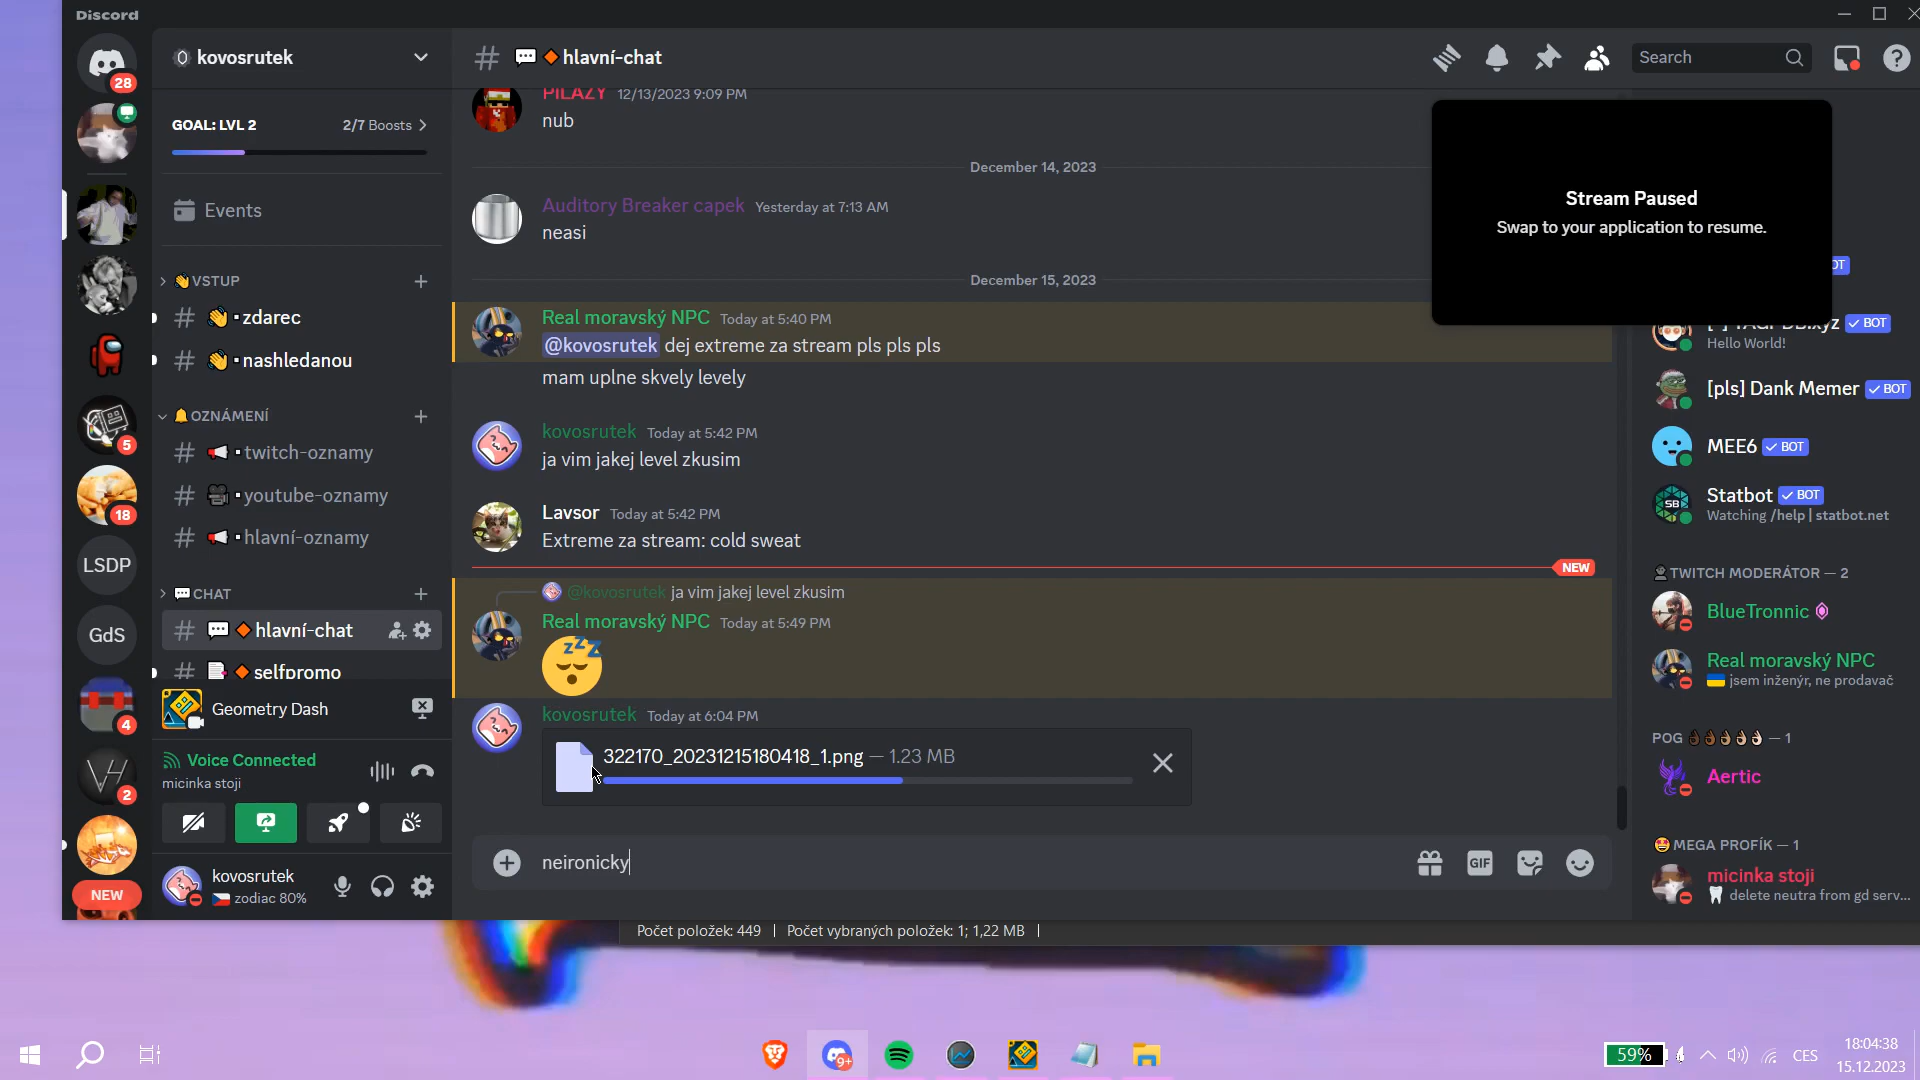 Discord
kovosrutek
hlavní-chat
Search
28
GOAL: LVL 2
2/7 Boosts
Events
VSTUP
zdarec
nashledanou
OZNÁMENÍ
twitch-oznamy
youtube-oznamy
hlavní-oznamy
CHAT
hlavní-chat
selfpromo
5
18
LSDP
GdS
4
2
NEW
Geometry Dash
Voice Connected
micinka stoji
kovosrutek
zodiac 80%
PILAZY 12/13/2023 9:09 PM
nub
December 14, 2023
Auditory Breaker capek Yesterday at 7:13 AM
neasi
December 15, 2023
Real moravský NPC Today at 5:40 PM
@kovosrutek dej extreme za stream pls pls pls
mam uplne skvely levely
kovosrutek Today at 5:42 PM
ja vim jakej level zkusim
Lavsor Today at 5:42 PM
Extreme za stream: cold sweat
NEW
@kovosrutek ja vim jakej level zkusim
Real moravský NPC Today at 5:49 PM
kovosrutek Today at 6:04 PM
322170_20231215180418_1.png — 1.23 MB
neironicky
GIF
Stream Paused
Swap to your application to resume.
BOT
Hello World!
[pls] Dank Memer BOT
MEE6 BOT
Statbot BOT
SB
Watching /help | statbot.net
TWITCH MODERÁTOR — 2
BlueTronnic
Real moravský NPC
jsem inženýr, ne prodavač
POG — 1
Aertic
MEGA PROFÍK — 1
micinka stoji
delete neutra from gd serv...
Počet položek: 449 | Počet vybraných položek: 1; 1,22 MB |
9+
59%
CES
18:04:38
15.12.2023